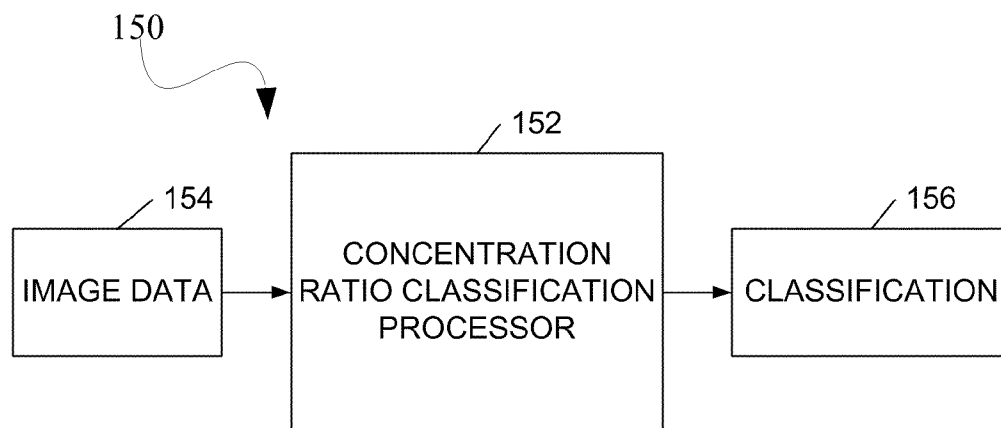 150
152
154
156
IMAGE DATA
CONCENTRATION
RATIO CLASSIFICATION
PROCESSOR
CLASSIFICATION